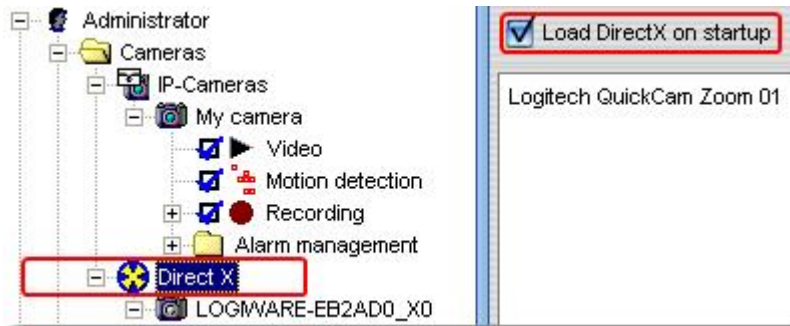 Administrator
Cameras
IP-Cameras
My camera
Video
Motion detection
Recording
Alarm management
Direct X
LOGIWARE-EB2AD0_X0
Load DirectX on startup
Logitech QuickCam Zoom 01